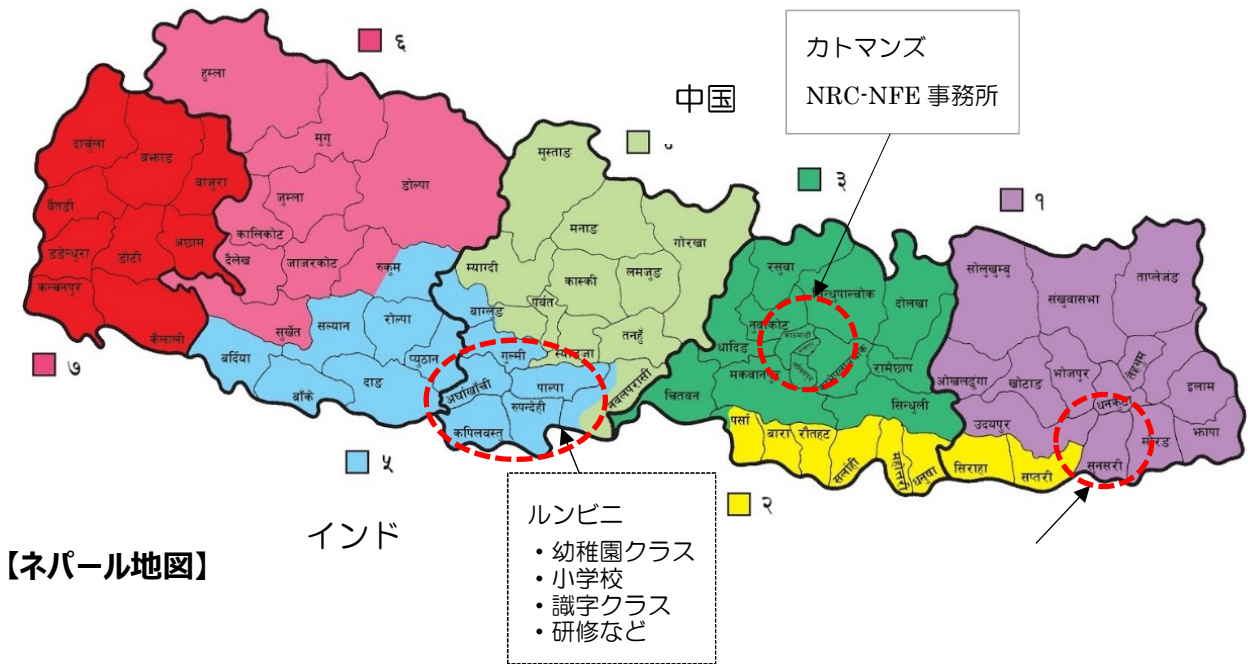 ६
हुम्ला
मुगु
डोल्पा
जुम्ला
कालिकोट
दैलेख
जाजरकोट
रुकुम
सुर्खेत
दार्चुला
बझाङ
बाजुरा
बैतडी
डडेल्धुरा
डोटी
अछाम
कन्चनपुर
कैलाली
७
中国
मुस्ताङ
मनाङ
गोरखा
म्याग्दी
कास्की
लमजुङ
पर्वत
तनहुँ
स्याङ्जा
नवलपरासी
बाग्लुङ
सल्यान
रोल्पा
प्युठान
गुल्मी
बर्दिया
बाँके
दाङ
अर्घाखाँची
पाल्पा
रुपन्देही
कपिलवस्तु
५
カトマンズ
NRC-NFE 事務所
३
रसुवा
दोलखा
धादिङ
मकवानपुर
रामेछाप
चितवन
सिन्धुली
१
सोलुखुम्बु
संखुवासभा
ताप्लेजङ
ओखलढुंगा
खोटाङ
भोजपुर
इलाम
उदयपुर
झापा
सनसरी
पर्सा
बारा
रौतहट
सर्लाही
धनुषा
सिराहा
सप्तरी
२
インド
ルンビニ
・幼稚園クラス
・小学校
・識字クラス
・研修など
【ネパール地図】